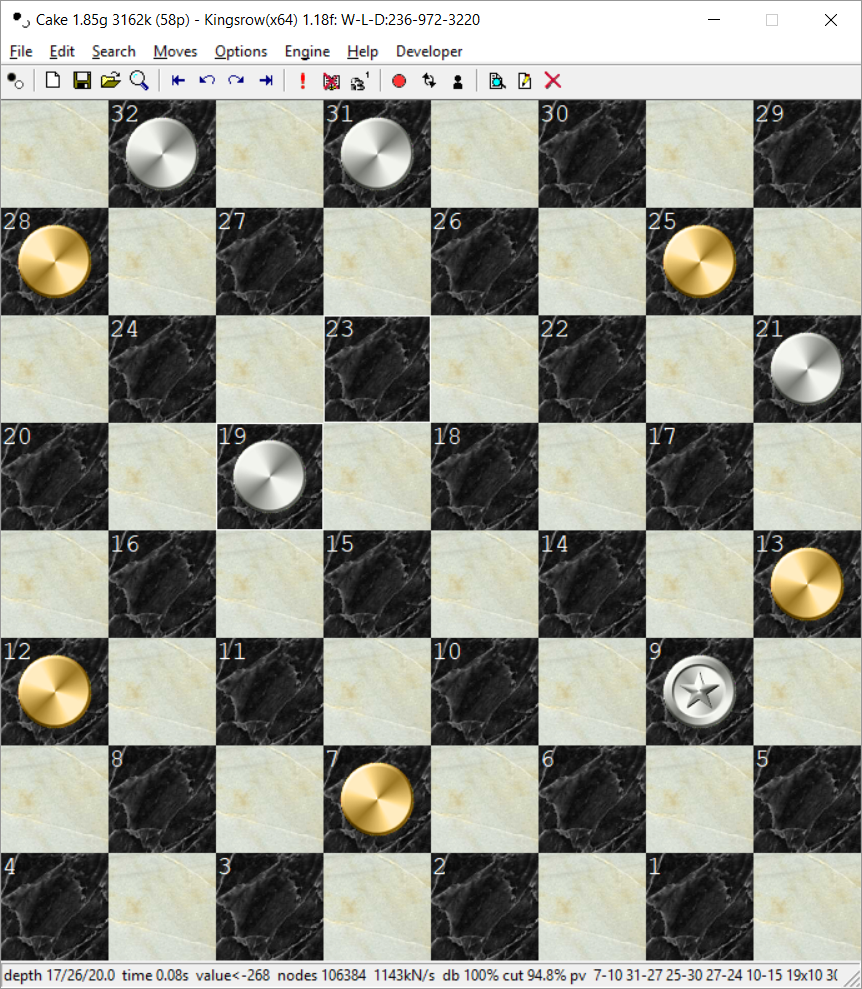 Cake 1.85g 3162k (58p) - Kingsrow(x64) 1.18f: W-L-D:236-972-3220
File Edit Search Moves Options Engine Help Developer
32 31 30 29
28 27 26 25
24 23 22 21
20 19 18 17
16 15 14 13
12 11 10 9
8 7 6 5
4 3 2 1
depth 17/26/20.0 time 0.08s value<-268 nodes 106384 1143kN/s db 100% cut 94.8% pv 7-10 31-27 25-30 27-24 10-15 19x10